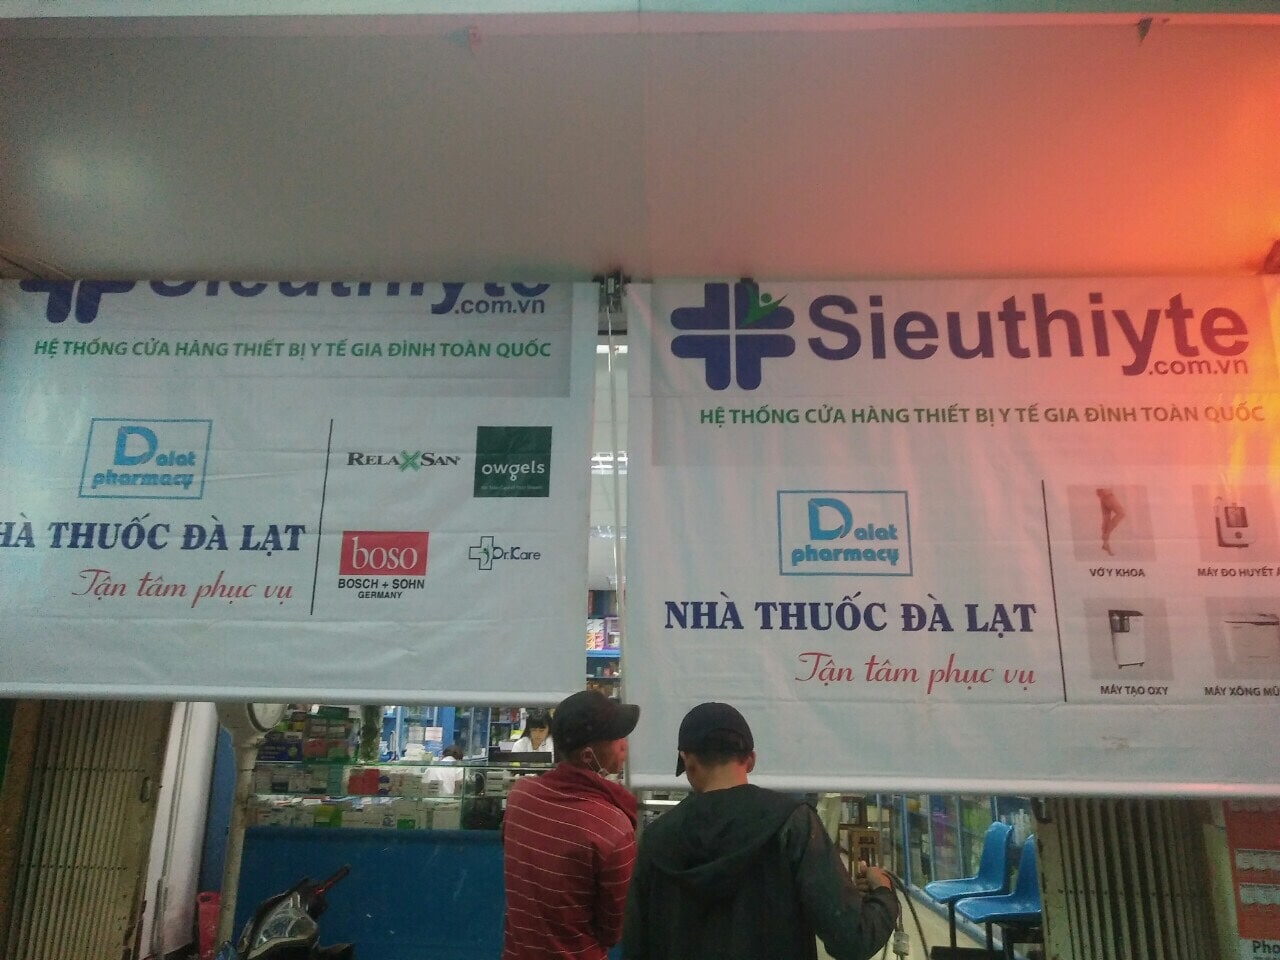 Sieuthiyte
.com.vn
HỆ THỐNG CỬA HÀNG THIẾT BỊ Y TẾ GIA ĐÌNH TOÀN QUỐC
Dalat
pharmacy
HÀ THUỐC ĐÀ LẠT
Tận tâm phục vụ
RELAXSAN
owgels
boso
BOSCH + SOHN
GERMANY
Dr.Kare
Sieuthiyte
.com.vn
HỆ THỐNG CỬA HÀNG THIẾT BỊ Y TẾ GIA ĐÌNH TOÀN QUỐC
Dalat
pharmacy
NHÀ THUỐC ĐÀ LẠT
Tận tâm phục vụ
VỚ Y KHOA
MÁY ĐO HUYẾT
MÁY TẠO OXY
MÁY XÔNG MŨ
Pho